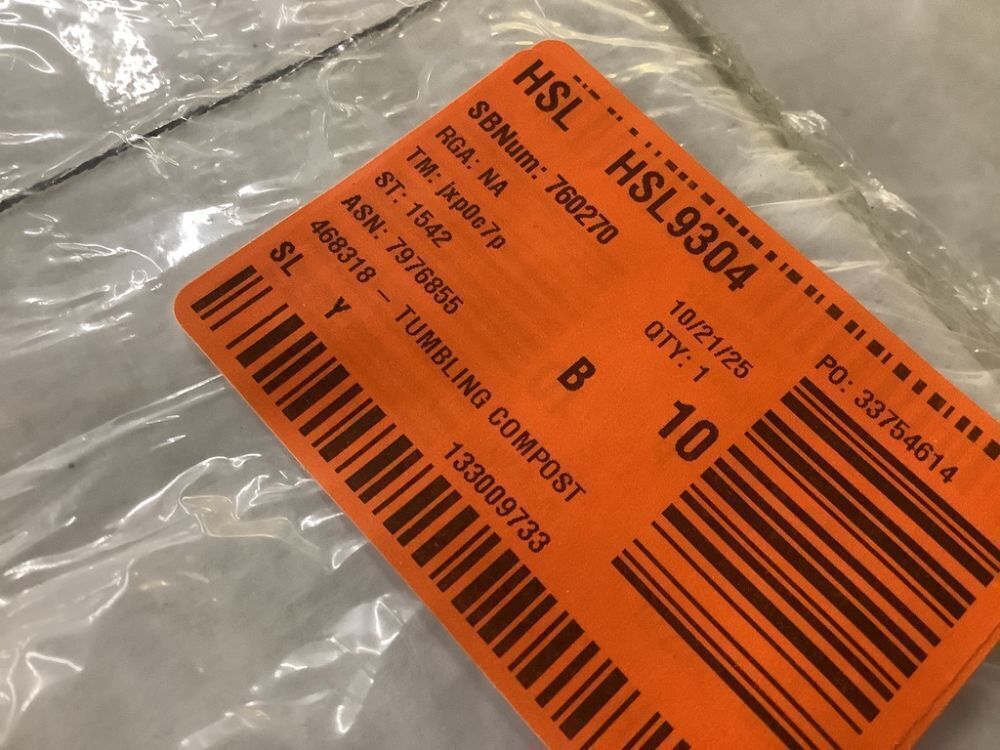 HSL HSL9304
SBNum: 760270
RGA: NA 10/21/25 PO: 33754614
TM: jxp0c7p QTY: 1
ST: 1542 B 10
ASN: 7976855
468318 - TUMBLING COMPOST
SL Y 133009733